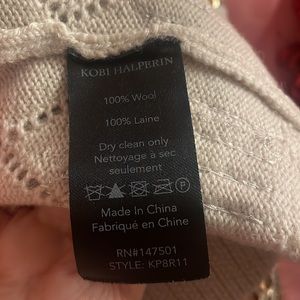 KOBI HALPERIN
100% Wool
100% Laine
Dry clean only
Nettoyage a sec
seulement
Made in China
Fabriqué en Chine
RN#147501
STYLE: KP8R11